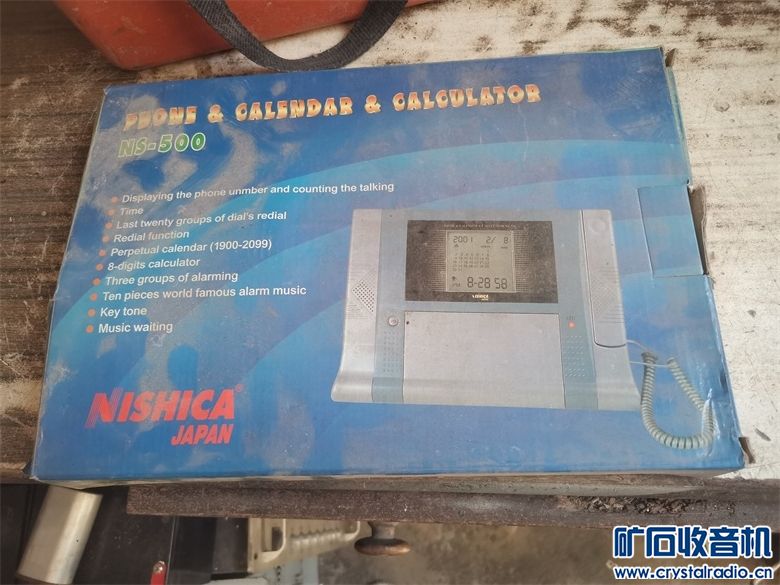 PHONE & CALENDAR & CALCULATOR
NS-500
Displaying the phone unmber and counting the talking
Time
Last twenty groups of dial's redial
Redial function
Perpetual calendar (1900-2099)
8-digits calculator
Three groups of alarming
Ten pieces world famous alarm music
Key tone
Music waiting
2001 2/ 8
8-28 58
NISHICA
NISHICA
JAPAN
矿石收音机
www.crystalradio.cn